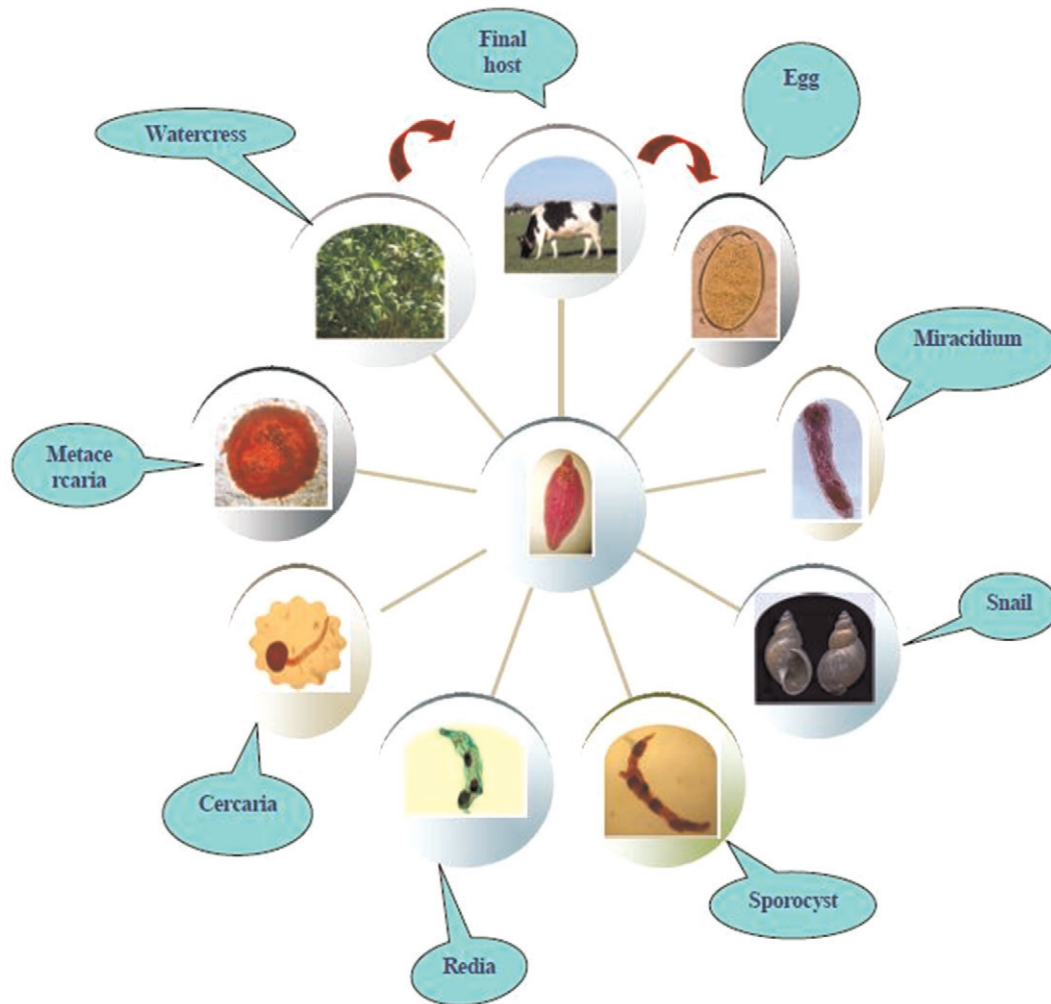 Final
host
Egg
Watercress
Miracidium
Metace
rcaria
Snail
Cercaria
Sporocyst
Redia